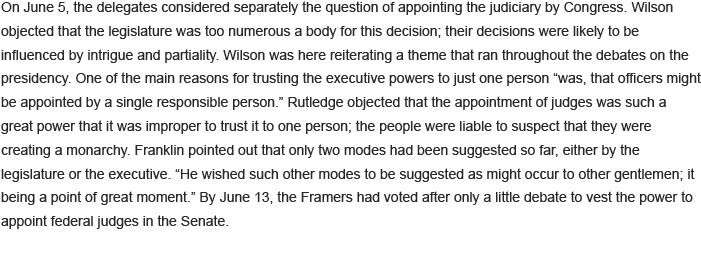 On June 5, the delegates considered separately the question of appointing the judiciary by Congress. Wilson
objected that the legislature was too numerous a body for this decision; their decisions were likely to be
influenced by intrigue and partiality. Wilson was here reiterating a theme that ran throughout the debates on the
presidency. One of the main reasons for trusting the executive powers to just one person “was, that officers might
be appointed by a single responsible person.” Rutledge objected that the appointment of judges was such a
great power that it was improper to trust it to one person; the people were liable to suspect that they were
creating a monarchy. Franklin pointed out that only two modes had been suggested so far, either by the
legislature or the executive. “He wished such other modes to be suggested as might occur to other gentlemen; it
being a point of great moment.” By June 13, the Framers had voted after only a little debate to vest the power to
appoint federal judges in the Senate.